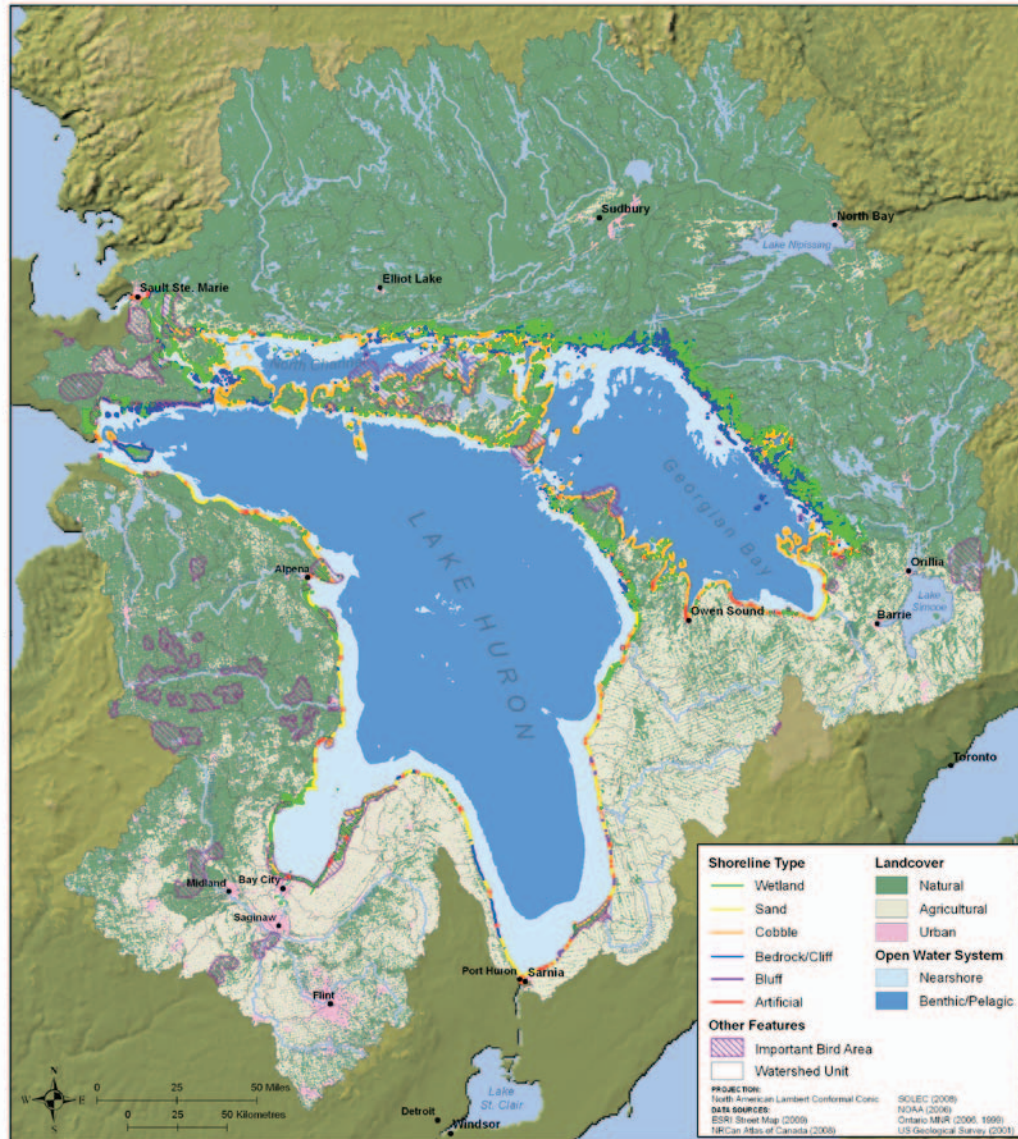 Sudbury
North Bay
Lake Nipissing
Elliot Lake
Sault Ste. Marie
North Channel
Georgian Bay
LAKE HURON
Alpena
Orillia
Lake
Simcoe
Owen Sound
Barrie
Toronto
Midland
Bay City
Saginaw
Port Huron
Sarnia
Flint
Lake
St. Clair
Detroit
Windsor
N
W
E
S
0 25 50 Miles
0 25 50 Kilometres
Shoreline Type
Wetland
Sand
Cobble
Bedrock/Cliff
Bluff
Artificial
Other Features
Important Bird Area
Watershed Unit
Landcover
Natural
Agricultural
Urban
Open Water System
Nearshore
Benthic/Pelagic
PROJECTION:
North American Lambert Conformal Conic
DATA SOURCES:
ESRI Street Map (2009)
NRCan Atlas of Canada (2008)
SOLEC (2008)
NOAA (2006)
Ontario MNR (2006, 1999)
US Geological Survey (2001)